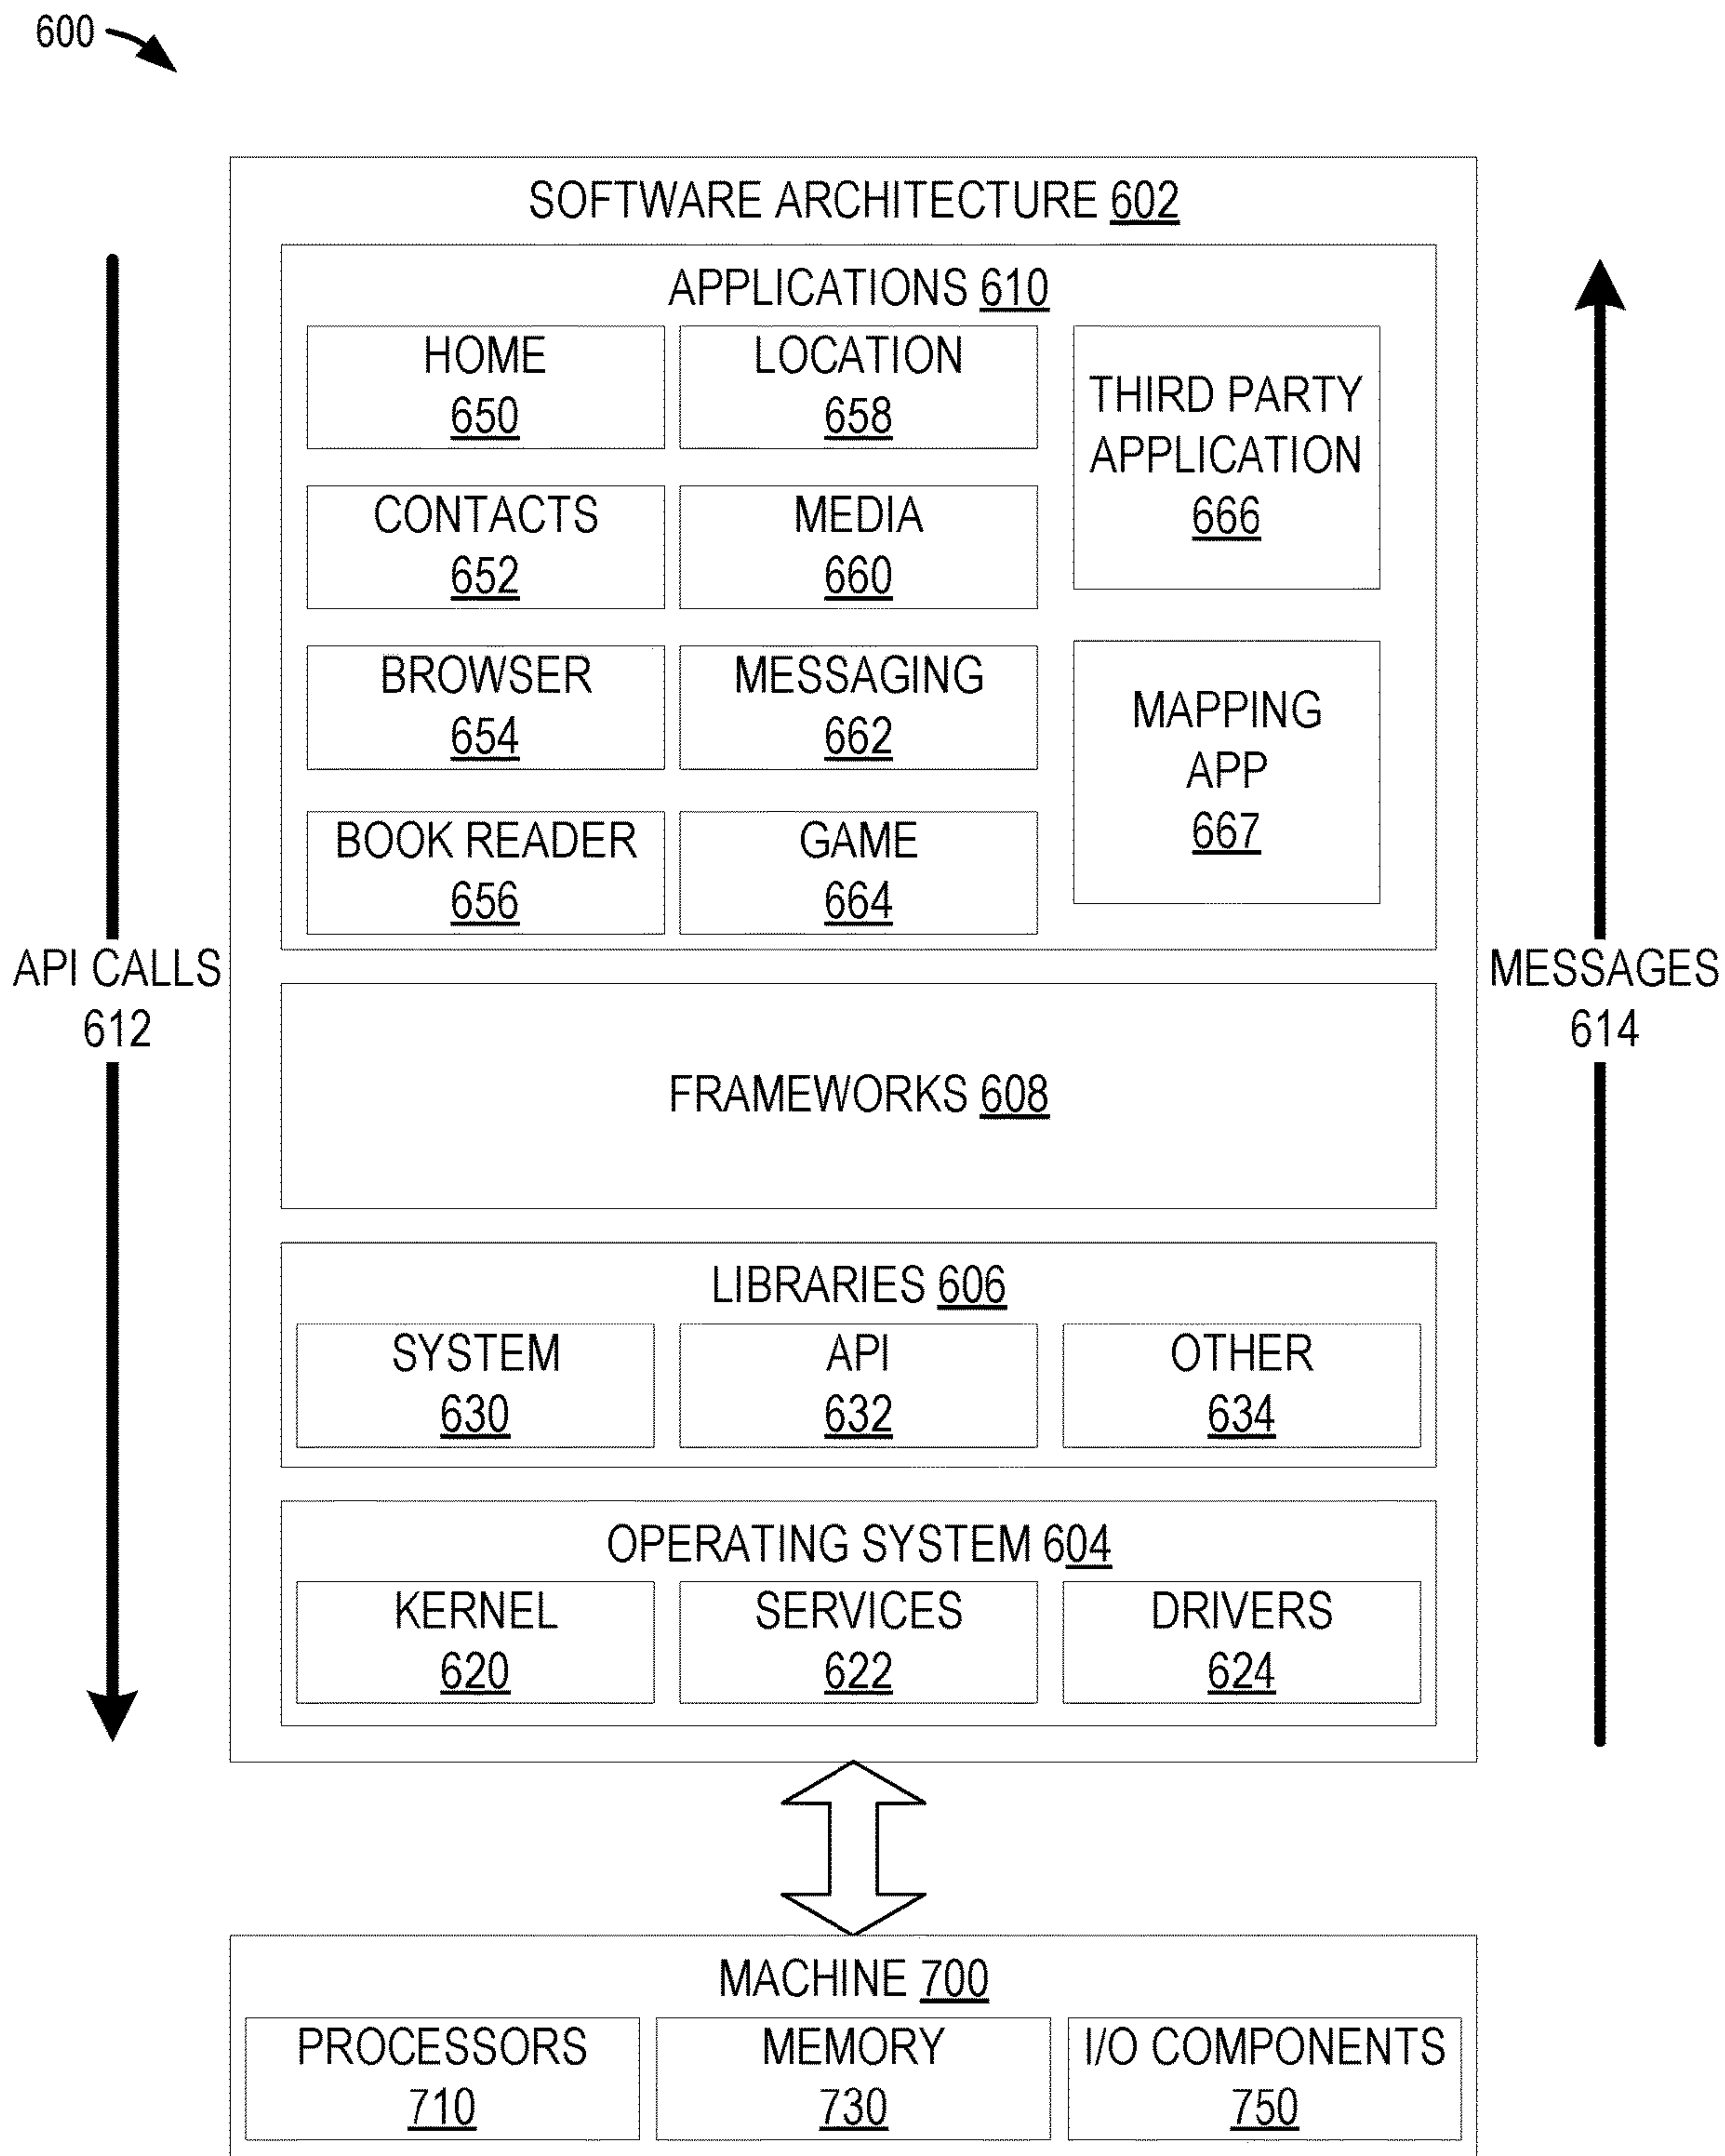 600
SOFTWARE ARCHITECTURE 602
APPLICATIONS 610
HOME
650
LOCATION
658
THIRD PARTY
APPLICATION
666
CONTACTS
652
MEDIA
660
BROWSER
654
MESSAGING
662
MAPPING
APP
667
BOOK READER
656
GAME
664
API CALLS
612
MESSAGES
614
FRAMEWORKS 608
LIBRARIES 606
SYSTEM
630
API
632
OTHER
634
OPERATING SYSTEM 604
KERNEL
620
SERVICES
622
DRIVERS
624
MACHINE 700
PROCESSORS
710
MEMORY
730
I/O COMPONENTS
750